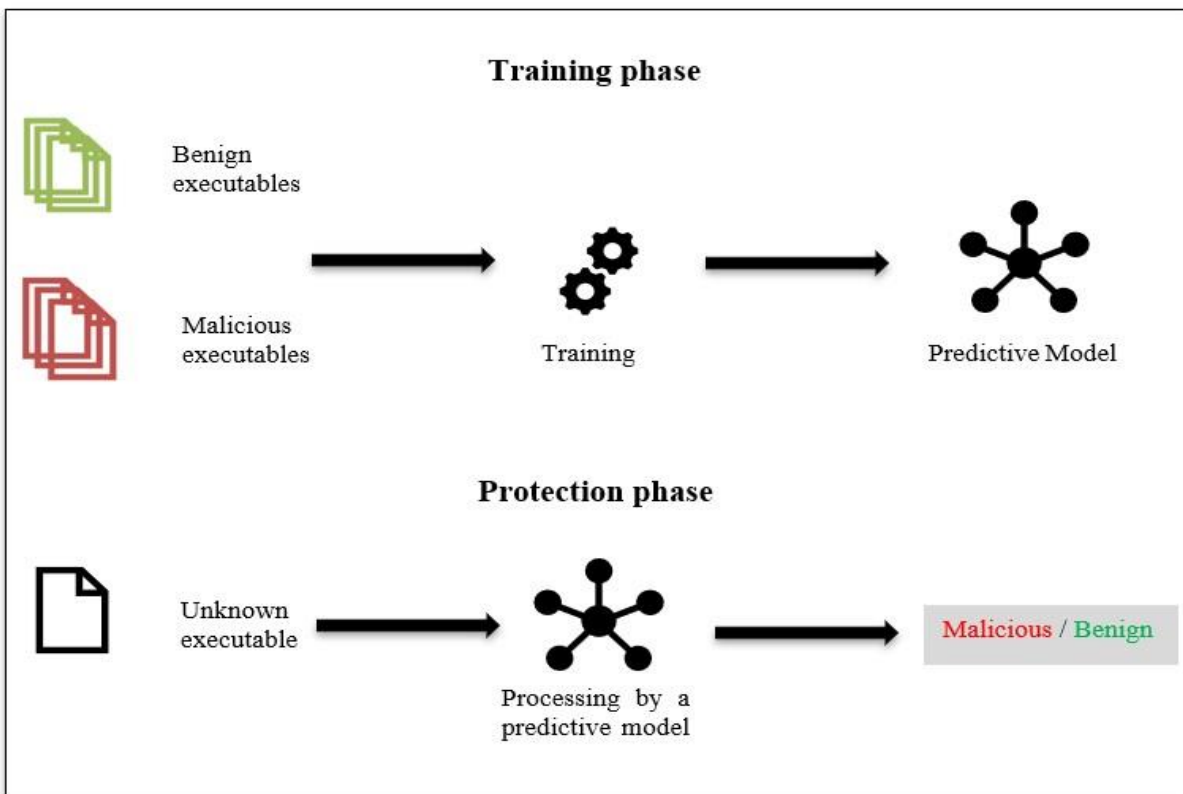 Training phase
Benign
executables
Malicious
executables
Training
Predictive Model
Protection phase
Unknown
executable
Processing by a
predictive model
Malicious / Benign